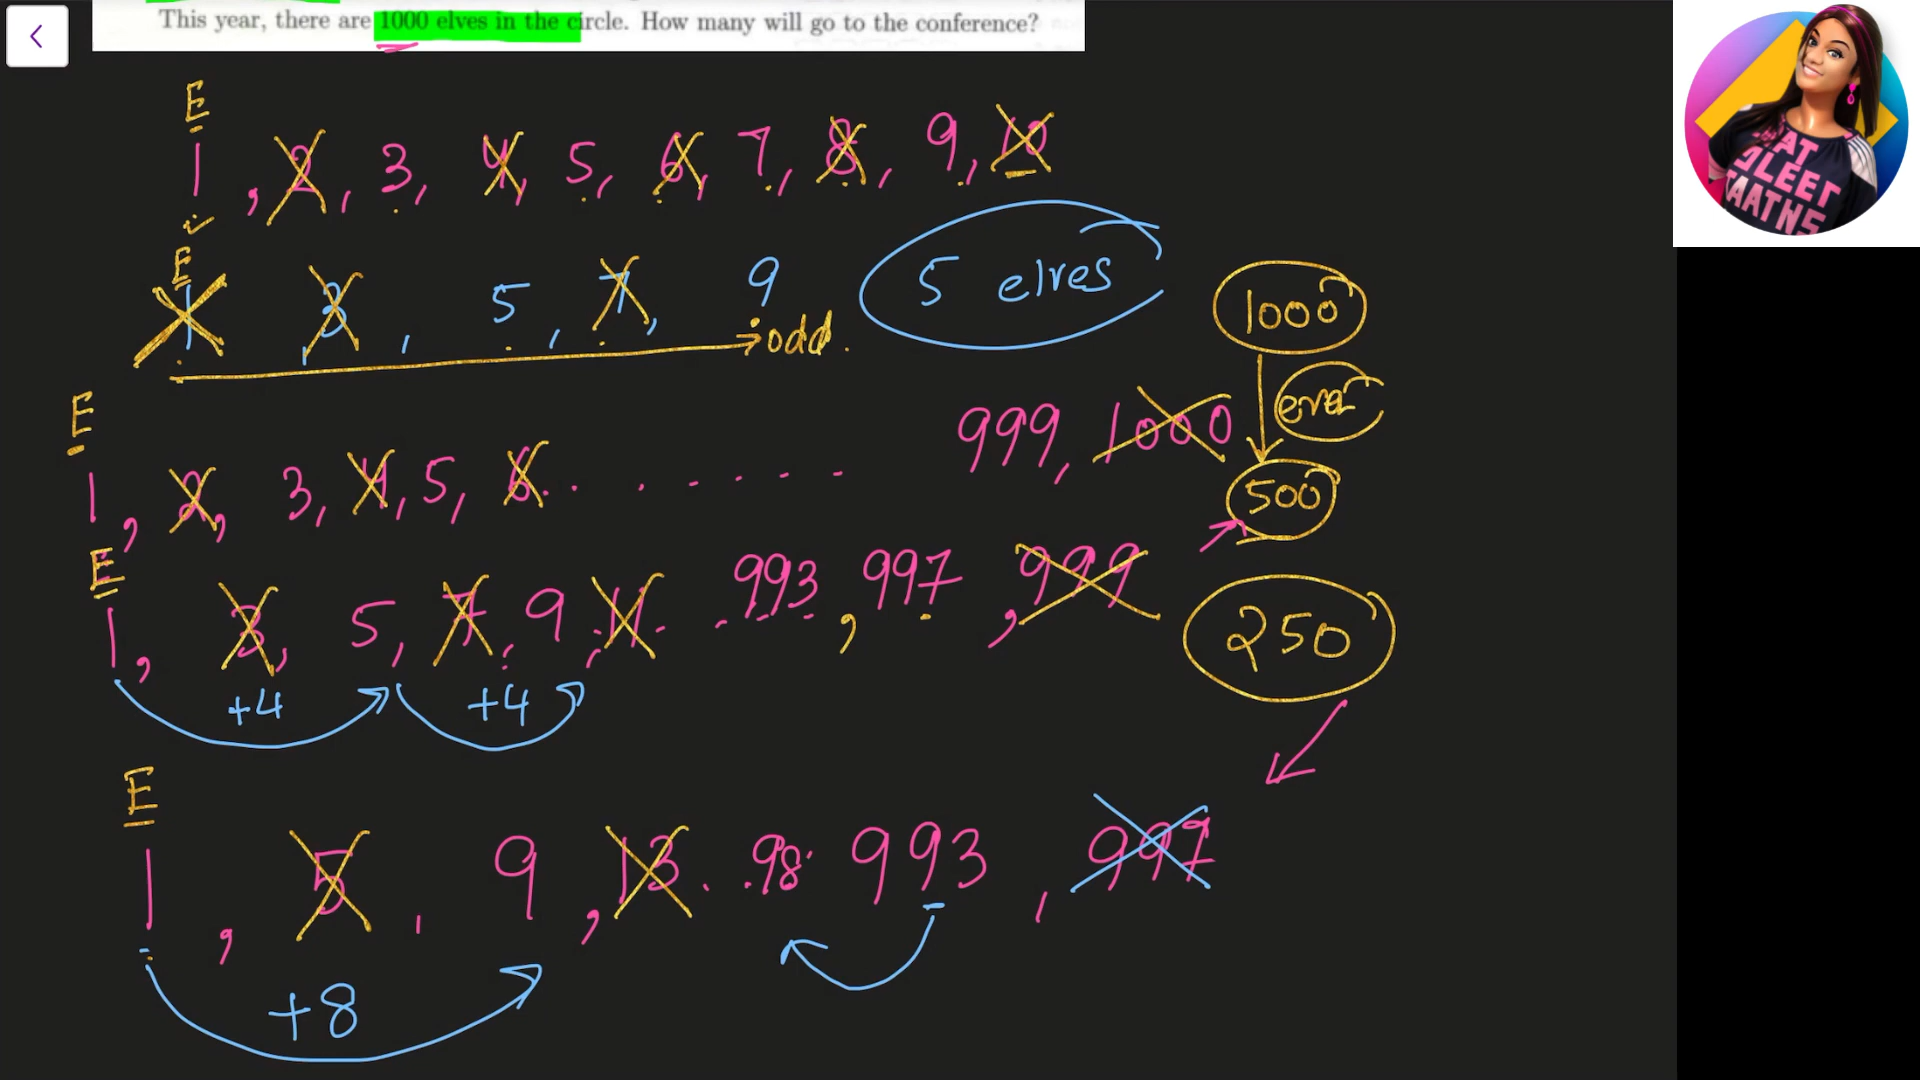 This year, there are 1000 elves in the circle. How many will go to the conference?
E
1, 2, 3, 4, 5, 6, 7, 8, 9, 10
E
1 3, 5, 7, 9
odd.
5 elves
1000
even
500
E
1, 2, 3, 4, 5, 6 . . . . . . . 999, 1000
E
1, 3, 5, 7, 9, 11 . . 993, 997, 999
+4 +4
250
E
1, 5, 9, 13 . . 98 993, 997
+8